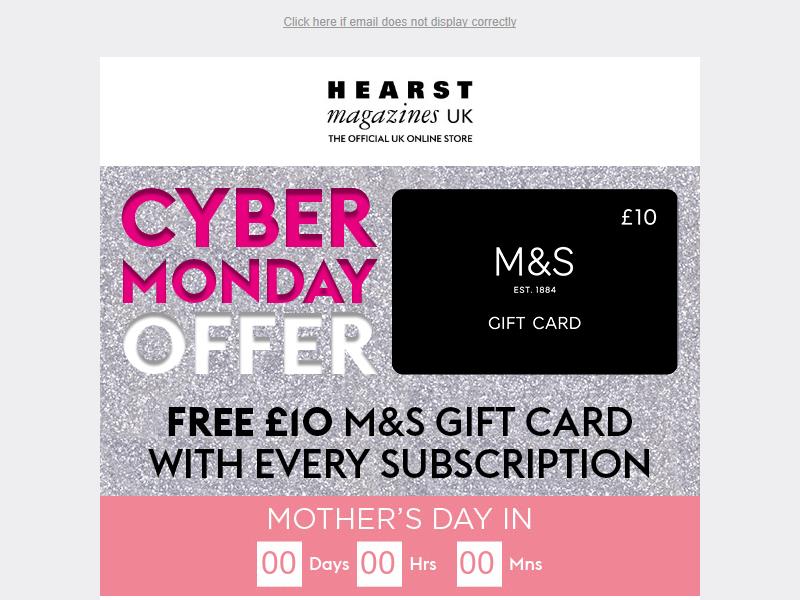 Click here if email does not display correctly
HEARST
magazines UK
THE OFFICIAL UK ONLINE STORE
CYBER
MONDAY
OFFER
£10
M&S
EST. 1884
GIFT CARD
FREE £10 M&S GIFT CARD
WITH EVERY SUBSCRIPTION
MOTHER'S DAY IN
00 Days 00 Hrs 00 Mns